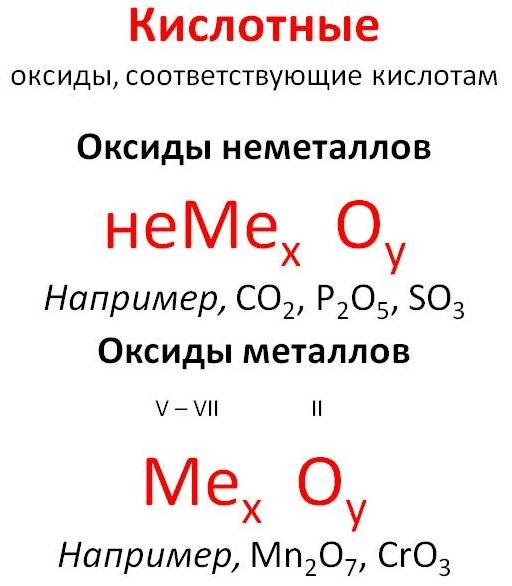 Кислотные
оксиды, соответствующие кислотам
Оксиды неметаллов
неMeₓ Oᵧ
Например, CO₂, P₂O₅, SO₃
Оксиды металлов
V – VII II
Meₓ Oᵧ
Например, Mn₂O₇, CrO₃